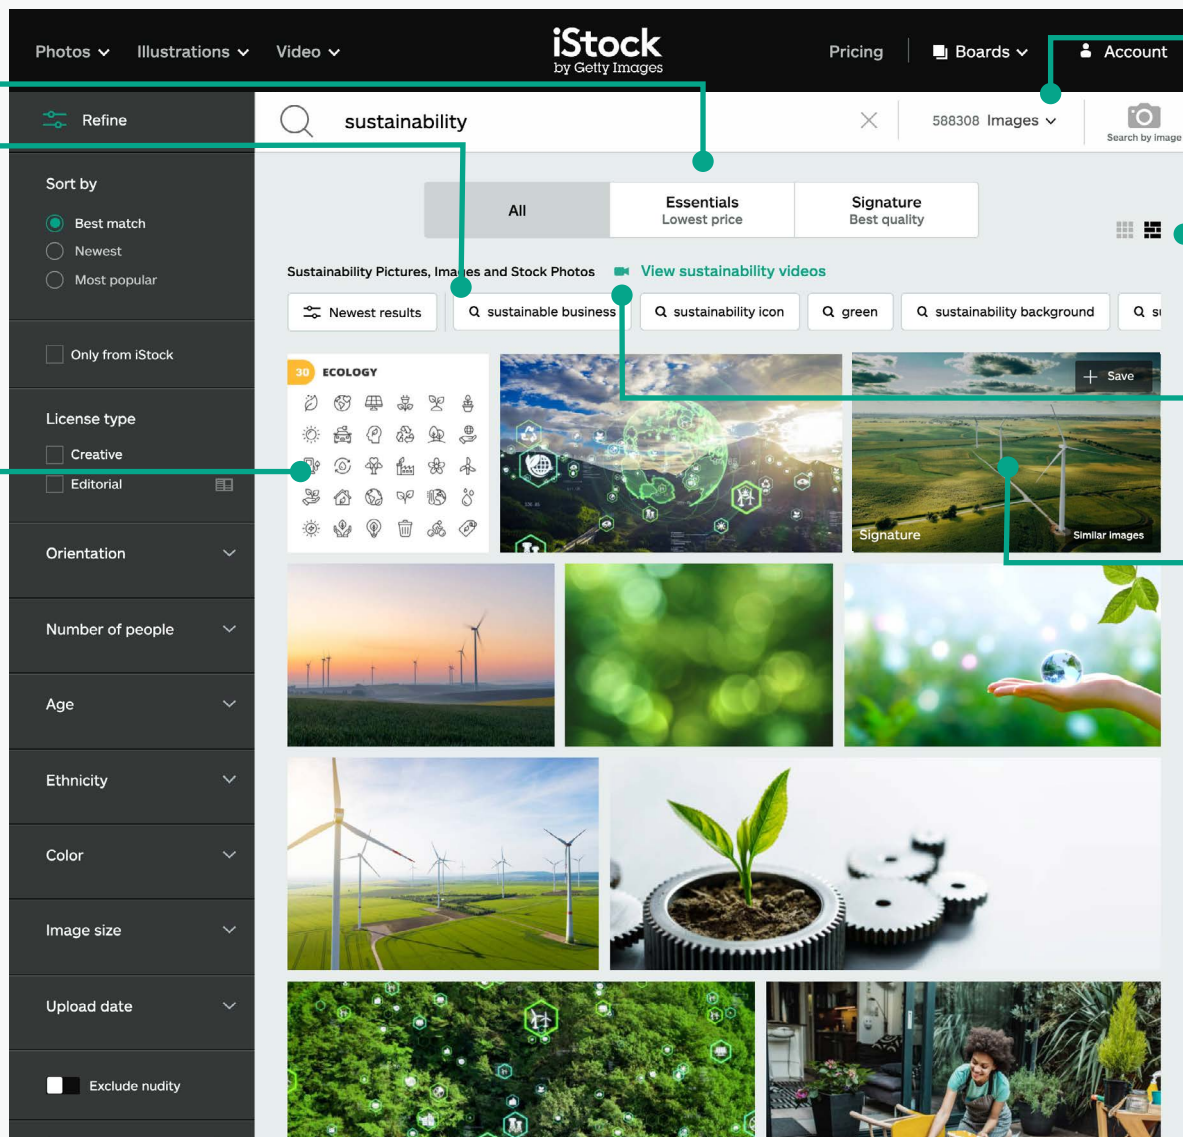 Photos
Illustrations
Video
iStock
by Getty Images
Pricing
Boards
Account
Refine
sustainability
588308 Images
Search by image
Sort by
Best match
Newest
Most popular
Only from iStock
License type
Creative
Editorial
Orientation
Number of people
Age
Ethnicity
Color
Image size
Upload date
Exclude nudity
All
Essentials
Lowest price
Signature
Best quality
Sustainability Pictures, Images and Stock Photos
View sustainability videos
Newest results
sustainable business
sustainability icon
green
sustainability background
30 ECOLOGY
Save
Signature
Similar images